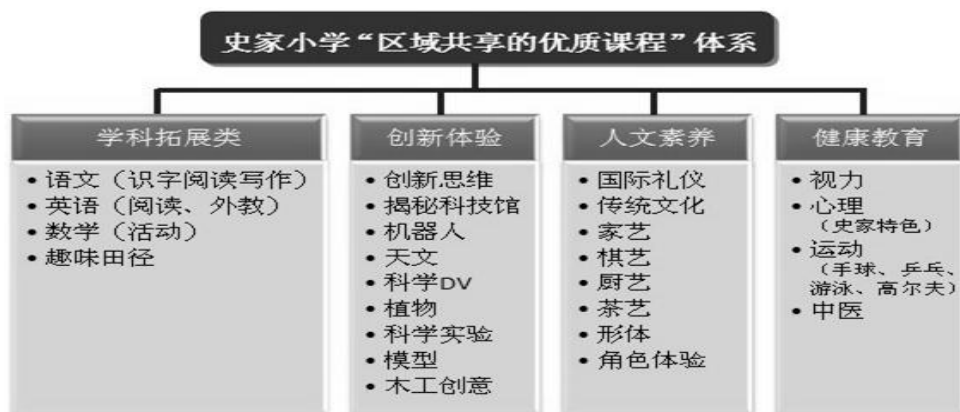 史家小学“区域共享的优质课程”体系
学科拓展类
• 语文（识字阅读写作）
• 英语（阅读、外教）
• 数学（活动）
• 趣味田径
创新体验
• 创新思维
• 揭秘科技馆
• 机器人
• 天文
• 科学DV
• 植物
• 科学实验
• 模型
• 木工创意
人文素养
• 国际礼仪
• 传统文化
• 家艺
• 棋艺
• 厨艺
• 茶艺
• 形体
• 角色体验
健康教育
• 视力
• 心理
（史家特色）
• 运动
（手球、乒乓、
游泳、高尔夫）
• 中医